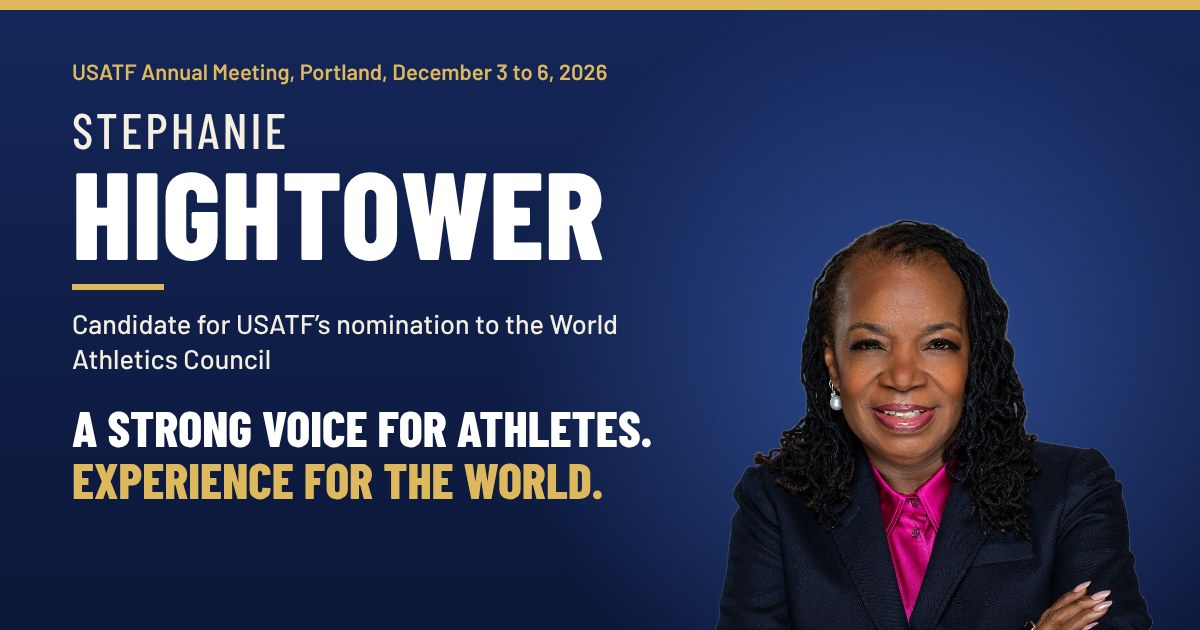 USATF Annual Meeting, Portland, December 3 to 6, 2026
STEPHANIE
HIGHTOWER
Candidate for USATF’s nomination to the World
Athletics Council
A STRONG VOICE FOR ATHLETES.
EXPERIENCE FOR THE WORLD.